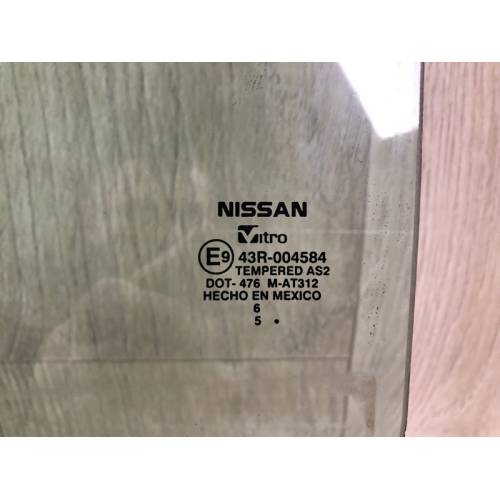 NISSAN
Vitro
E9 43R-004584
TEMPERED AS2
DOT- 476 M-AT312
HECHO EN MEXICO
6
5 .